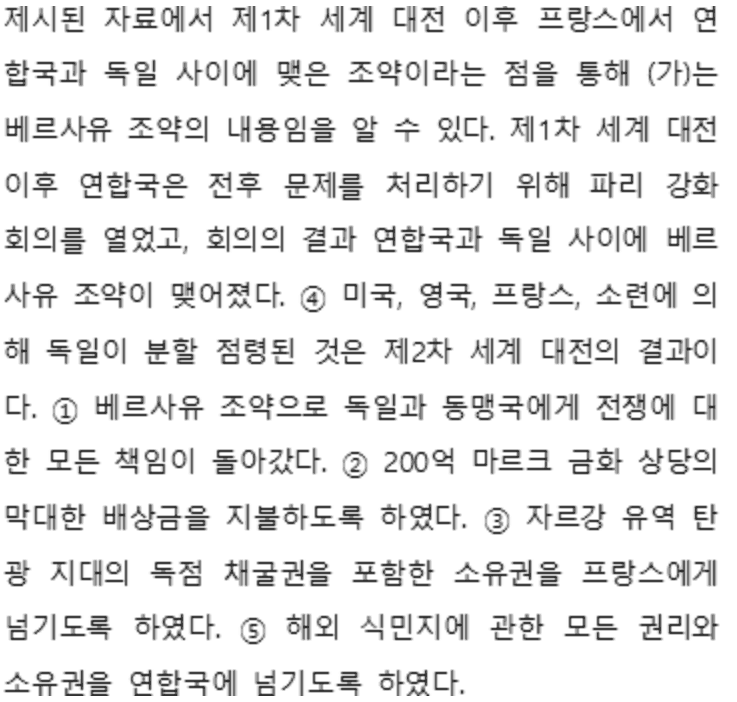 제시된 자료에서 제1차 세계 대전 이후 프랑스에서 연
합국과 독일 사이에 맺은 조약이라는 점을 통해 (가)는
베르사유 조약의 내용임을 알 수 있다. 제1차 세계 대전
이후 연합국은 전후 문제를 처리하기 위해 파리 강화
회의를 열었고, 회의의 결과 연합국과 독일 사이에 베르
사유 조약이 맺어졌다. ④ 미국, 영국, 프랑스, 소련에 의
해 독일이 분할 점령된 것은 제2차 세계 대전의 결과이
다. ① 베르사유 조약으로 독일과 동맹국에게 전쟁에 대
한 모든 책임이 돌아갔다. ② 200억 마르크 금화 상당의
막대한 배상금을 지불하도록 하였다. ③ 자르강 유역 탄
광 지대의 독점 채굴권을 포함한 소유권을 프랑스에게
넘기도록 하였다. ⑤ 해외 식민지에 관한 모든 권리와
소유권을 연합국에 넘기도록 하였다.